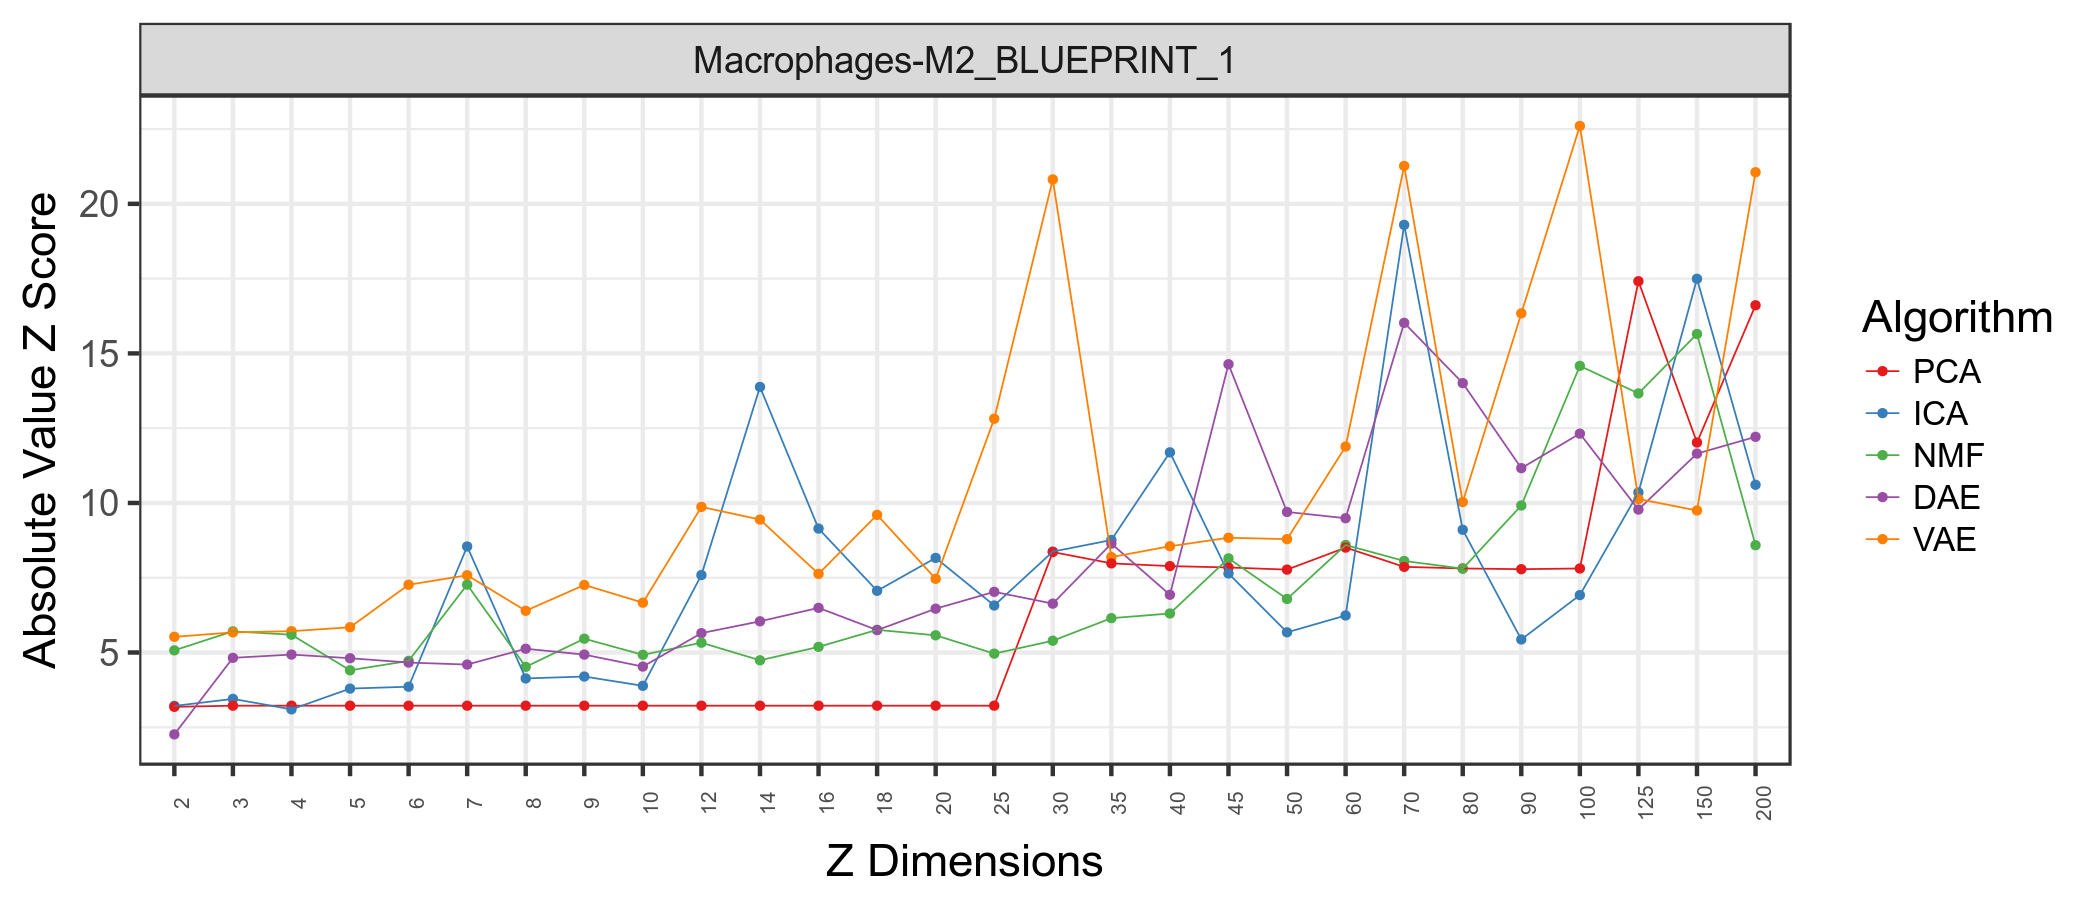 Macrophages-M2_BLUEPRINT_1
Absolute Value Z Score
20
15
10
5
2 3 4 5 6 7 8 9 10 12 14 16 18 20 25 30 35 40 45 50 60 70 80 90 100 125 150 200
Z Dimensions
Algorithm
PCA
ICA
NMF
DAE
VAE